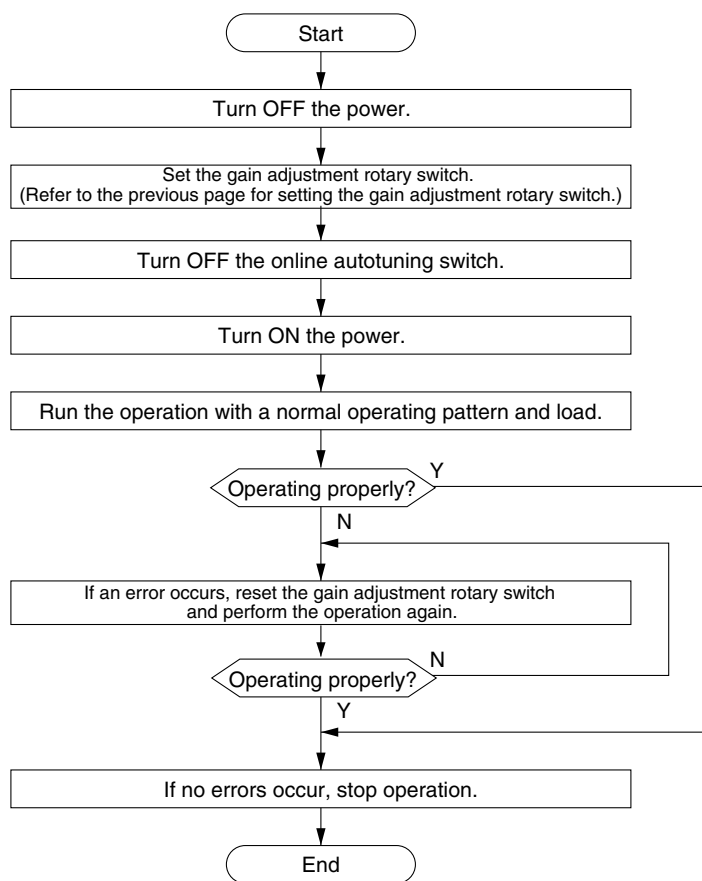 Start
Turn OFF the power.
Set the gain adjustment rotary switch.
(Refer to the previous page for setting the gain adjustment rotary switch.)
Turn OFF the online autotuning switch.
Turn ON the power.
Run the operation with a normal operating pattern and load.
Operating properly?
Y
N
If an error occurs, reset the gain adjustment rotary switch
and perform the operation again.
Operating properly?
N
Y
If no errors occur, stop operation.
End